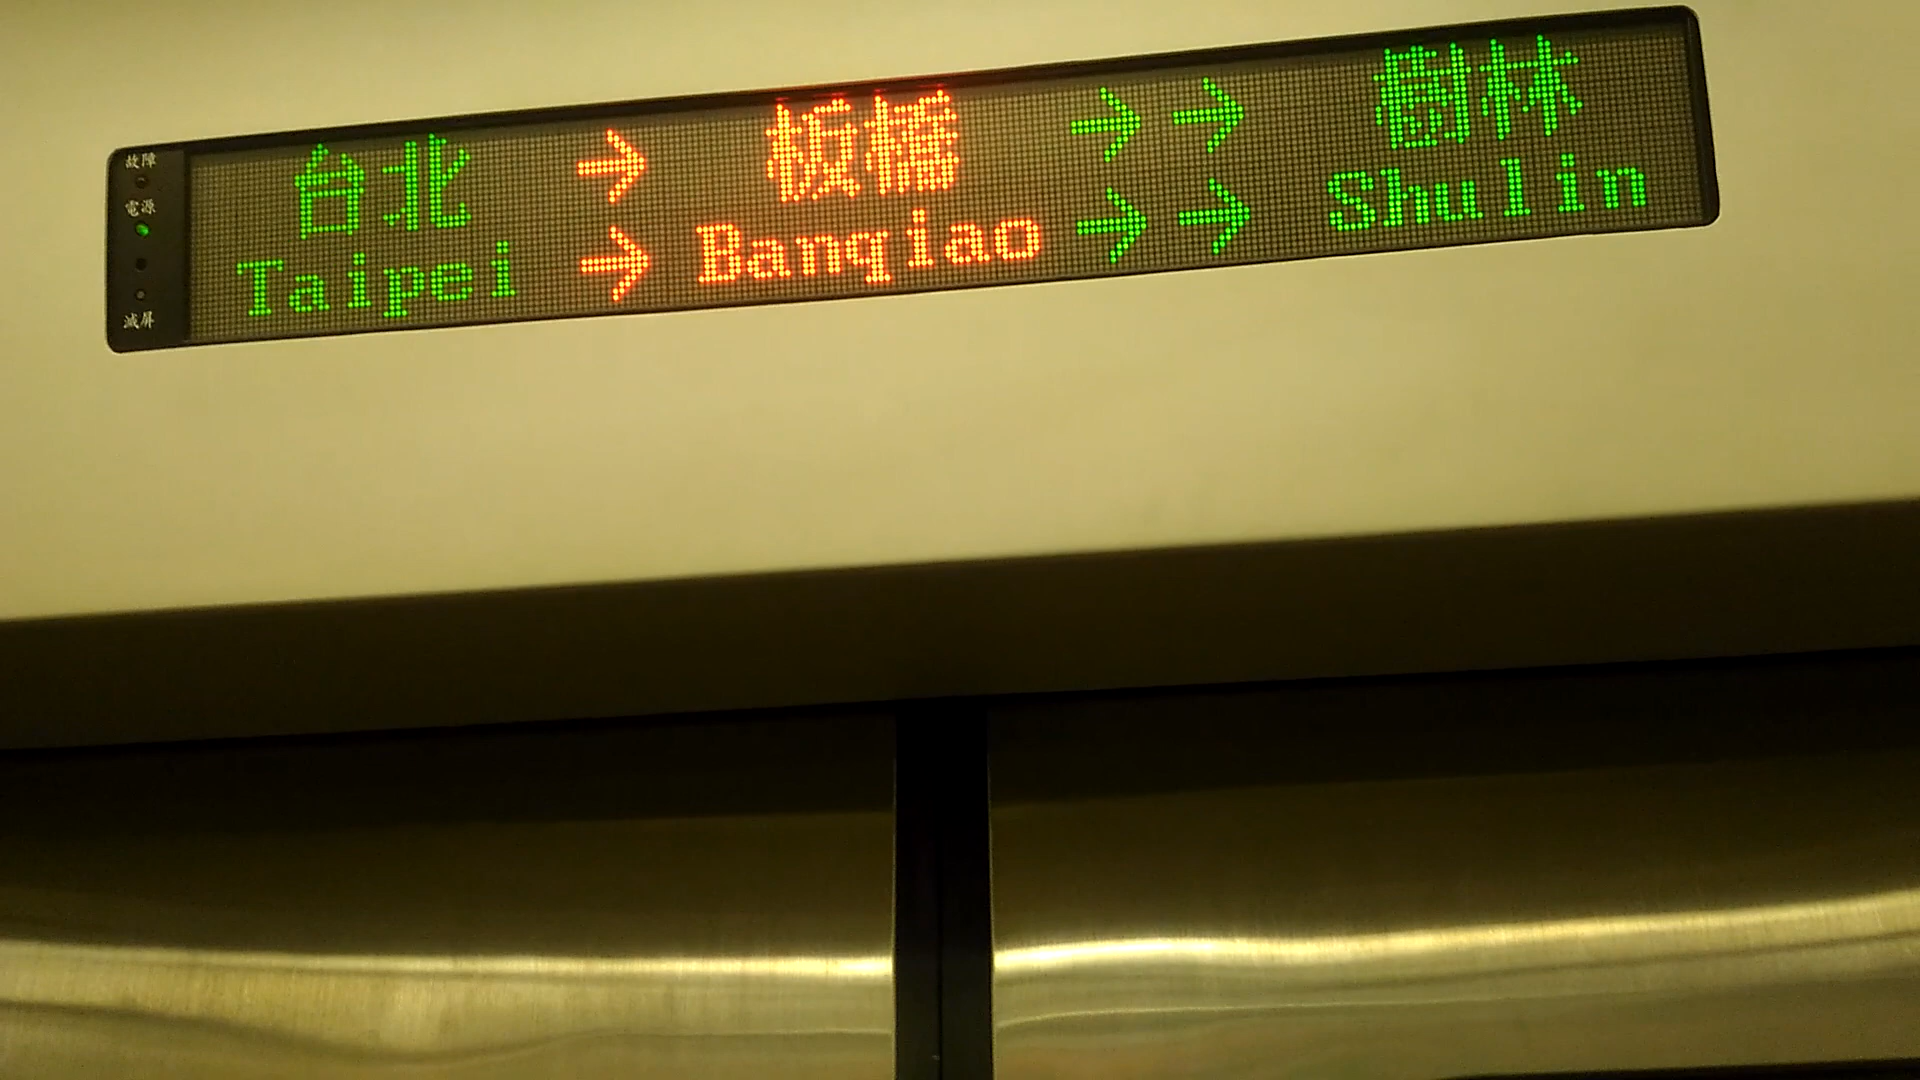 台北 → 板橋 →→ 樹林
Taipei → Banqiao →→ Shulin
故障
電源
滅屏